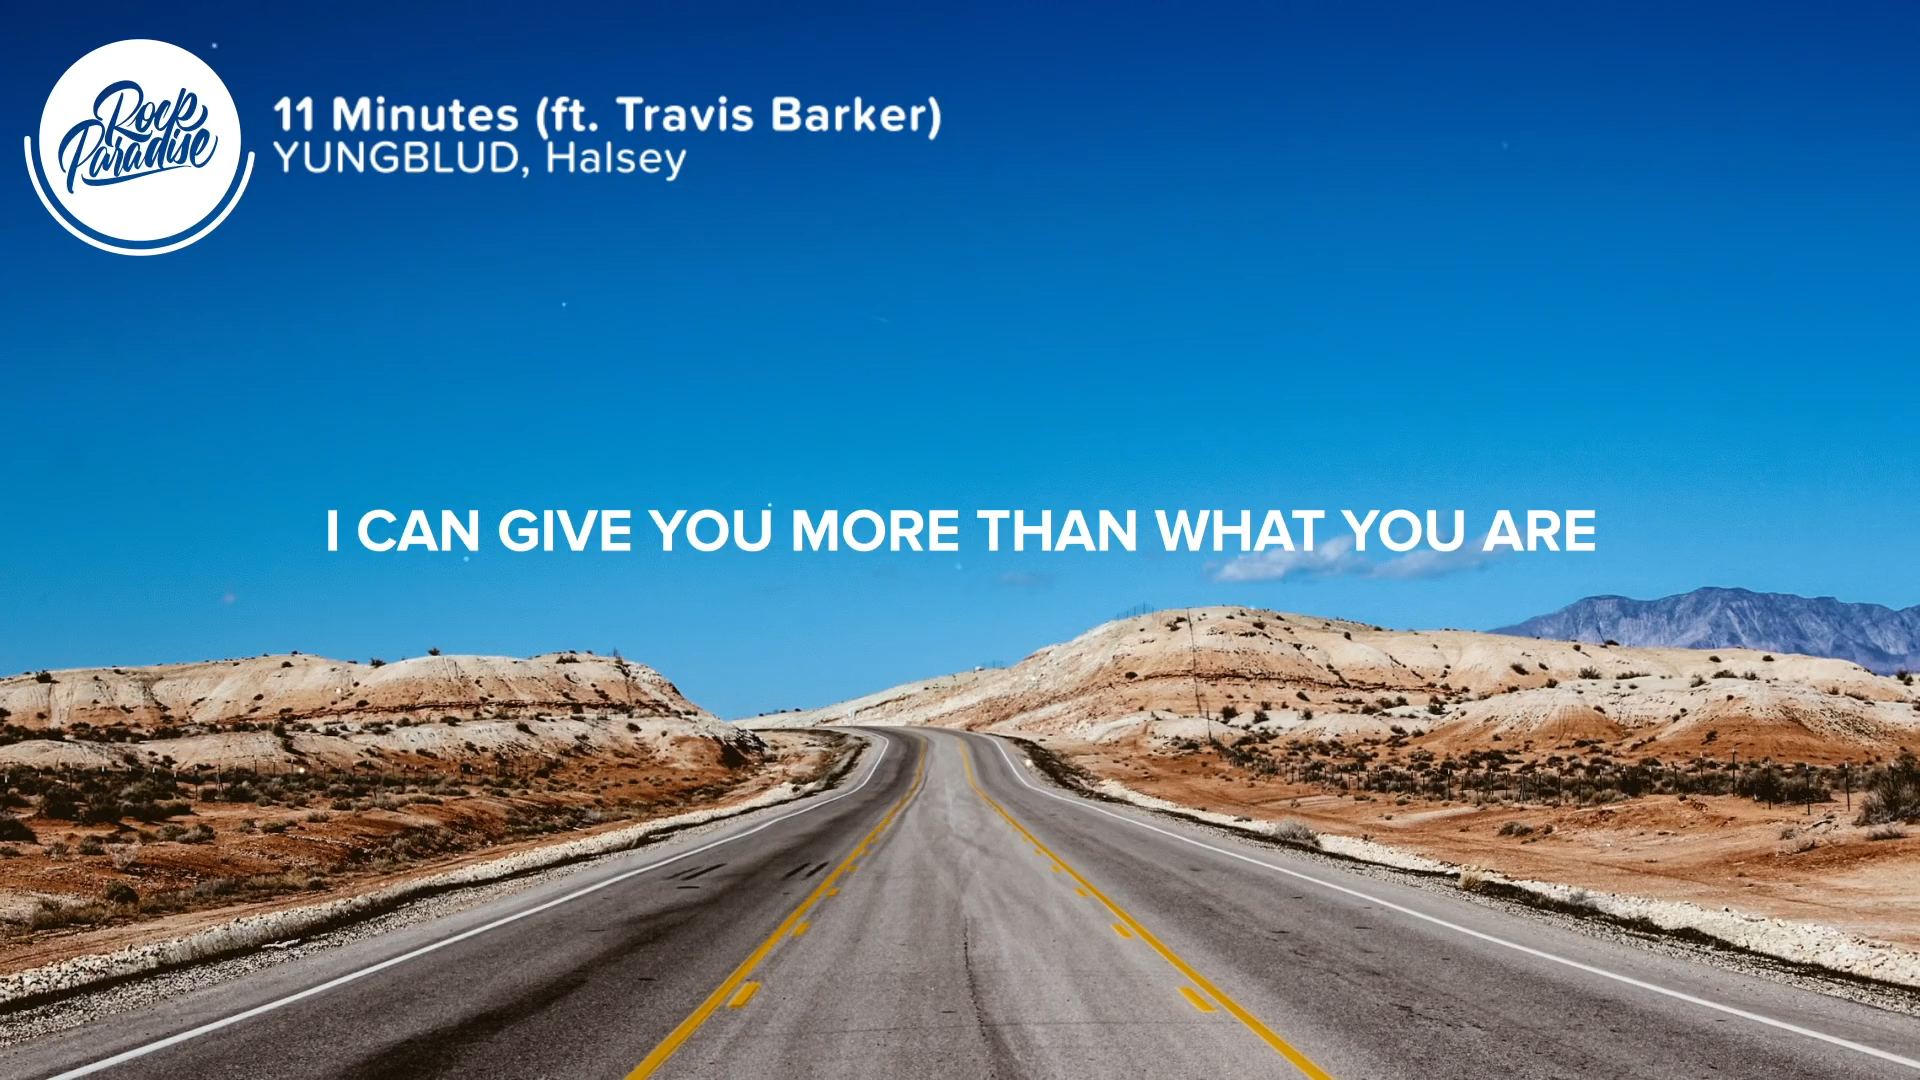 Rock
Paradise
11 Minutes (ft. Travis Barker)
YUNGBLUD, Halsey
I CAN GIVE YOU MORE THAN WHAT YOU ARE